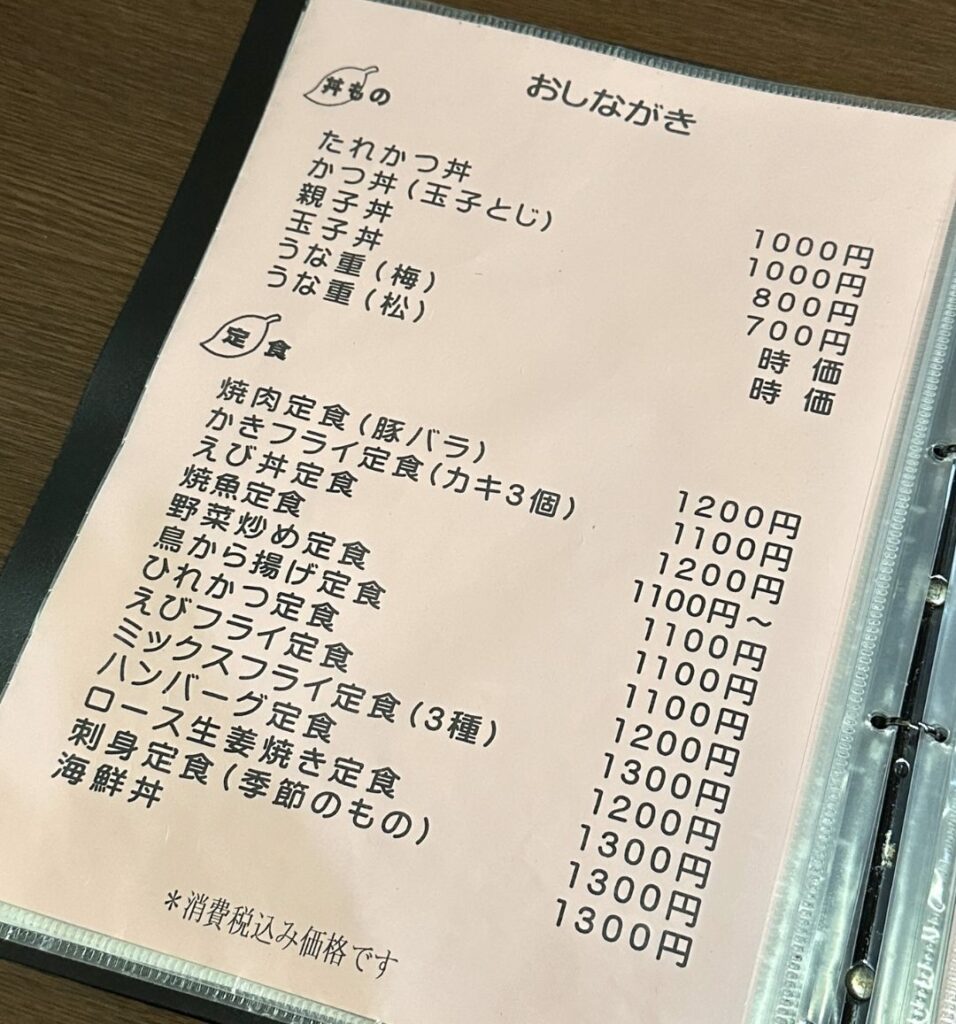 おしながき
丼もの
たれかつ丼 1000円
かつ丼(玉子とじ) 1000円
親子丼 800円
玉子丼 700円
うな重(梅) 時価
うな重(松) 時価
定食
焼肉定食(豚バラ) 1200円
かきフライ定食(カキ3個) 1100円
えび丼定食 1200円
焼魚定食 1100円~
野菜炒め定食 1100円
鳥から揚げ定食 1100円
ひれかつ定食 1100円
えびフライ定食 1200円
ミックスフライ定食(3種) 1300円
ハンバーグ定食 1200円
ロース生姜焼き定食 1300円
刺身定食(季節のもの) 1300円
海鮮丼 1300円
*消費税込み価格です